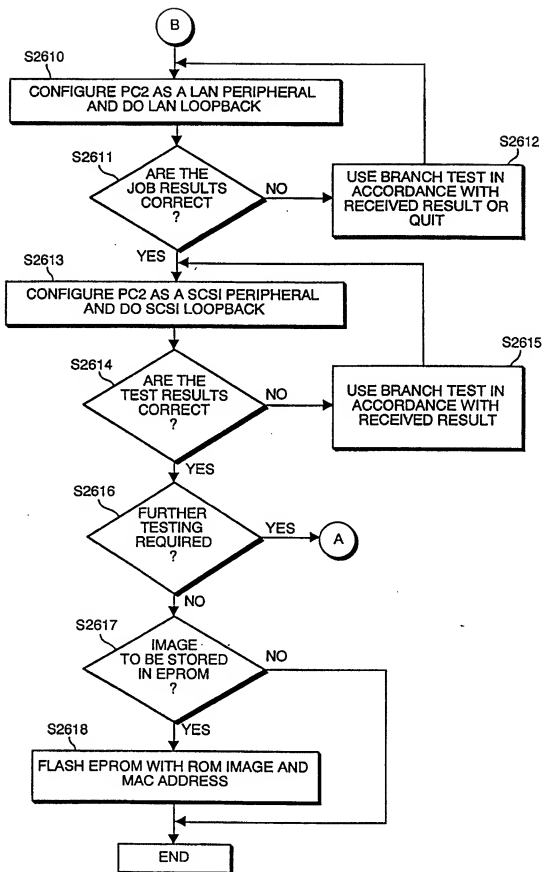 B
S2610
CONFIGURE PC2 AS A LAN PERIPHERAL
AND DO LAN LOOPBACK
S2611
ARE THE
JOB RESULTS
CORRECT
?
NO
S2612
USE BRANCH TEST IN
ACCORDANCE WITH
RECEIVED RESULT OR
QUIT
YES
S2613
CONFIGURE PC2 AS A SCSI PERIPHERAL
AND DO SCSI LOOPBACK
S2614
ARE THE
TEST RESULTS
CORRECT
?
NO
S2615
USE BRANCH TEST IN
ACCORDANCE WITH
RECEIVED RESULT
YES
S2616
FURTHER
TESTING
REQUIRED
?
YES
A
NO
S2617
IMAGE
TO BE STORED
IN EPROM
?
NO
YES
S2618
FLASH EPROM WITH ROM IMAGE AND
MAC ADDRESS
END